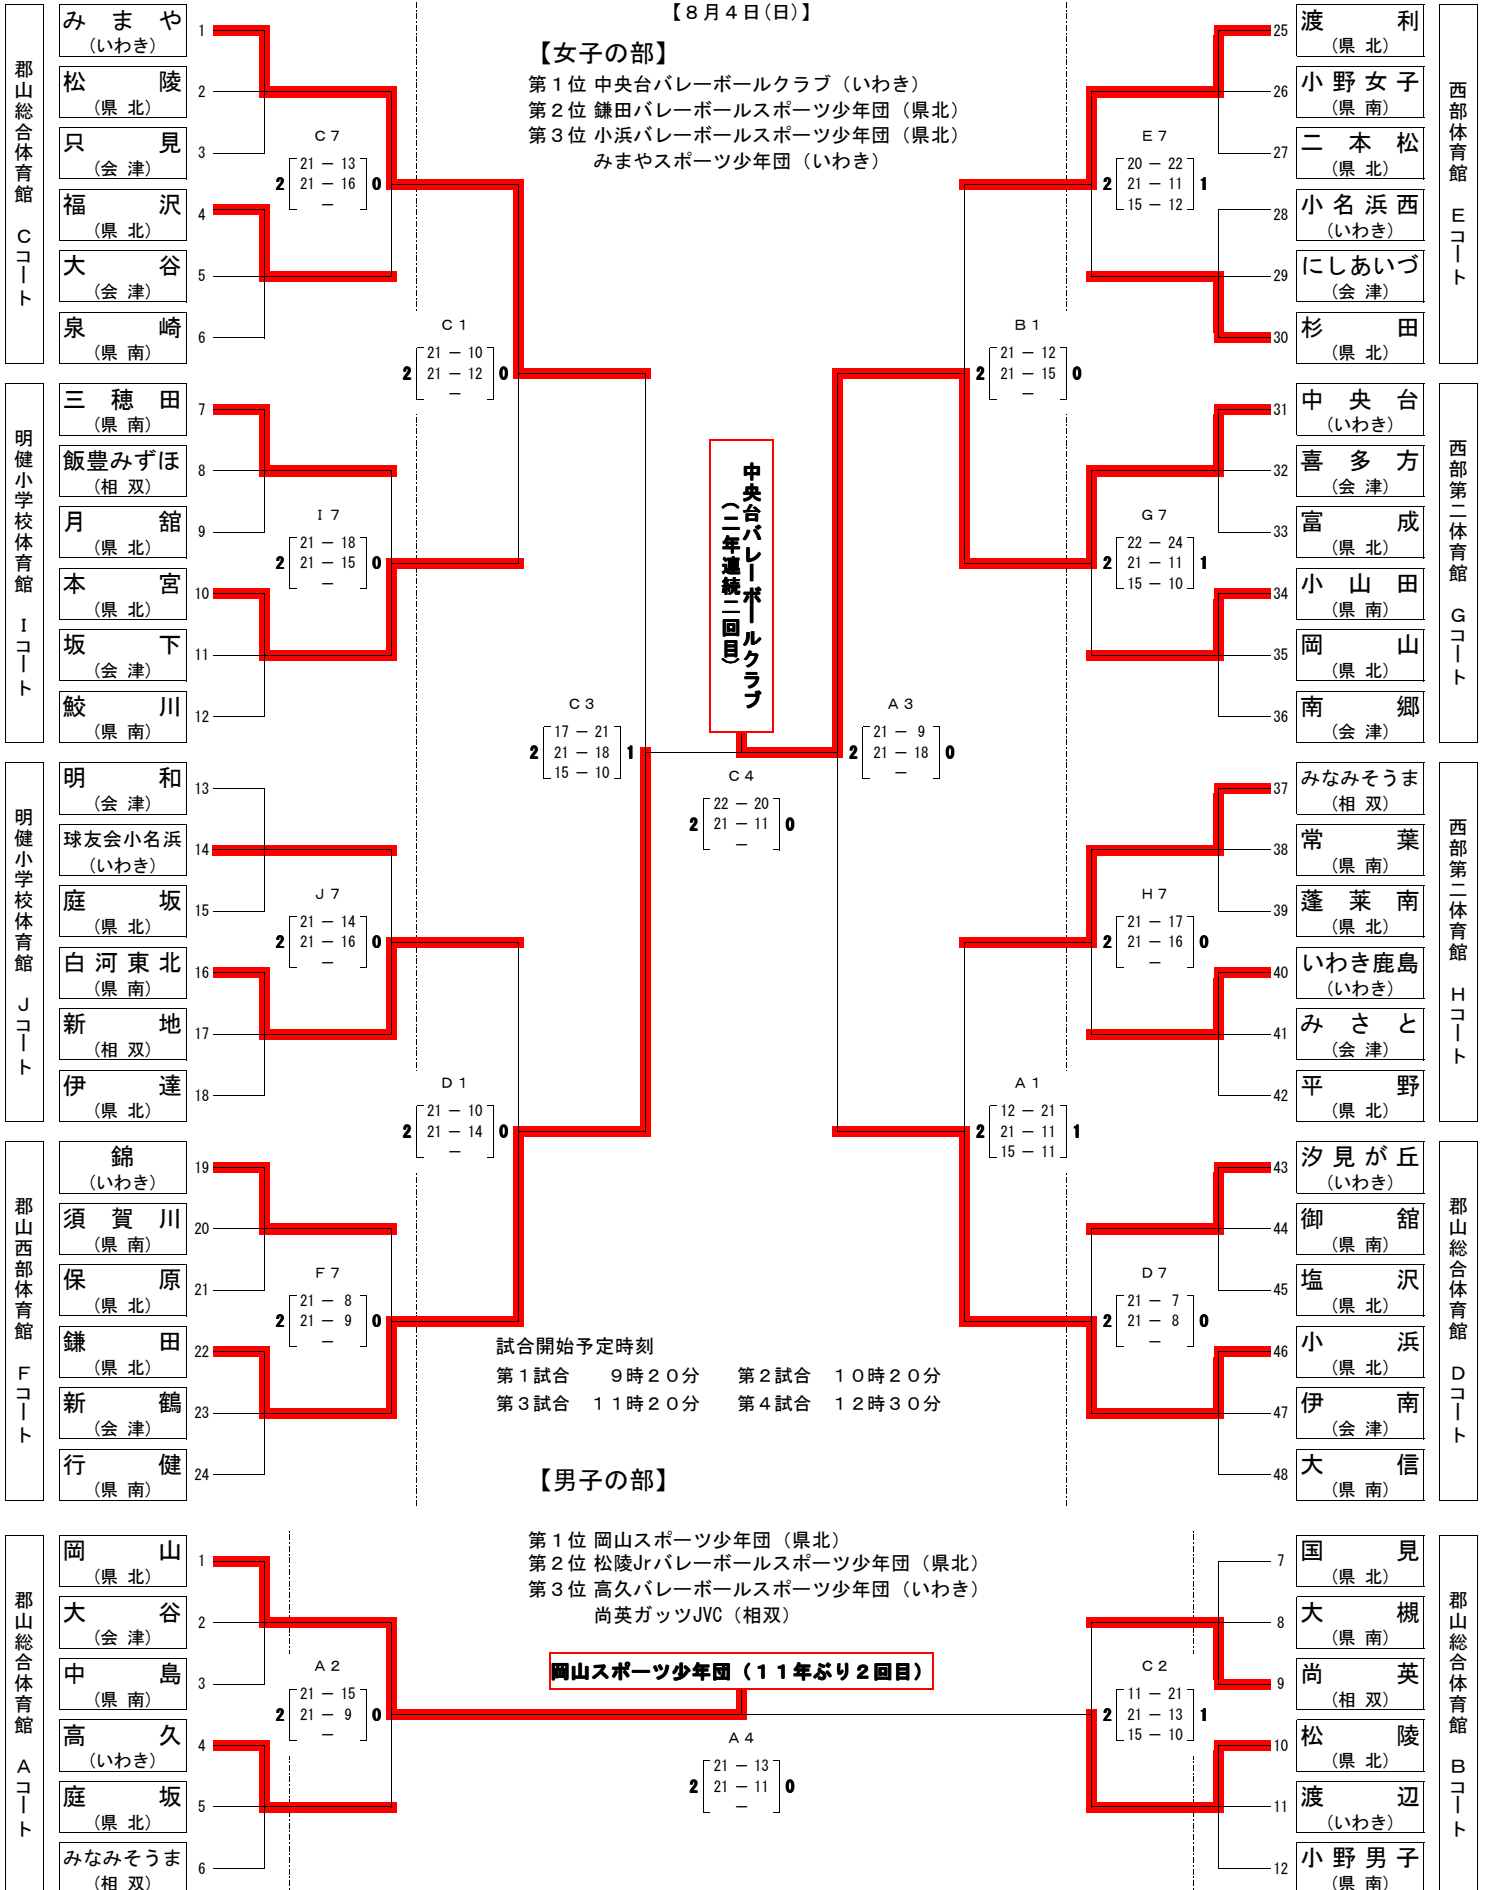 【８月４日(日)】
【女子の部】
第１位 中央台バレーボールクラブ（いわき）
第２位 鎌田バレーボールスポーツ少年団（県北）
第３位 小浜バレーボールスポーツ少年団（県北）
みまやスポーツ少年団（いわき）
郡山総合体育館　Ｃコート
みまや
(いわき)
1
松陵
(県 北)
2
只見
(会 津)
3
福沢
(県 北)
4
大谷
(会 津)
5
泉崎
(県 南)
6
明健小学校体育館　Ｉコート
三穂田
(県 南)
7
飯豊みずほ
(相 双)
8
月舘
(県 北)
9
本宮
(県 北)
10
坂下
(会 津)
11
鮫川
(県 南)
12
明健小学校体育館　Ｊコート
明和
(会 津)
13
球友会小名浜
(いわき)
14
庭坂
(県 北)
15
白河東北
(県 南)
16
新地
(相 双)
17
伊達
(県 北)
18
郡山西部体育館　Ｆコート
錦
(いわき)
19
須賀川
(県 南)
20
保原
(県 北)
21
鎌田
(県 北)
22
新鶴
(会 津)
23
行健
(県 南)
24
Ｃ７
21 － 13
2 21 － 16 0
－
Ｉ７
21 － 18
2 21 － 15 0
－
Ｊ７
21 － 14
2 21 － 16 0
－
Ｆ７
21 － 8
2 21 － 9 0
－
Ｃ１
21 － 10
2 21 － 12 0
－
Ｄ１
21 － 10
2 21 － 14 0
－
Ｃ３
17 － 21
2 21 － 18 1
15 － 10
中央台バレーボールクラブ
（二年連続二回目）
Ｃ４
22 － 20
2 21 － 11 0
－
Ａ３
21 － 9
2 21 － 18 0
－
Ｂ１
21 － 12
2 21 － 15 0
－
Ａ１
12 － 21
2 21 － 11 1
15 － 11
Ｅ７
20 － 22
2 21 － 11 1
15 － 12
Ｇ７
22 － 24
2 21 － 11 1
15 － 10
Ｈ７
21 － 17
2 21 － 16 0
－
Ｄ７
21 － 7
2 21 － 8 0
－
25
渡利
(県 北)
26
小野女子
(県 南)
27
二本松
(県 北)
28
小名浜西
(いわき)
29
にしあいづ
(会 津)
30
杉田
(県 北)
西部体育館　Ｅコート
31
中央台
(いわき)
32
喜多方
(会 津)
33
富成
(県 北)
34
小山田
(県 南)
35
岡山
(県 北)
36
南郷
(会 津)
西部第二体育館　Ｇコート
37
みなみそうま
(相 双)
38
常葉
(県 南)
39
蓬莱南
(県 北)
40
いわき鹿島
(いわき)
41
みさと
(会 津)
42
平野
(県 北)
西部第二体育館　Ｈコート
43
汐見が丘
(いわき)
44
御舘
(県 南)
45
塩沢
(県 北)
46
小浜
(県 北)
47
伊南
(会 津)
48
大信
(県 南)
郡山総合体育館　Ｄコート
試合開始予定時刻
第１試合　９時２０分　第２試合　１０時２０分
第３試合　１１時２０分　第４試合　１２時３０分
【男子の部】
第１位 岡山スポーツ少年団（県北）
第２位 松陵Jrバレーボールスポーツ少年団（県北）
第３位 高久バレーボールスポーツ少年団（いわき）
尚英ガッツJVC（相双）
岡山スポーツ少年団（１１年ぶり２回目）
郡山総合体育館　Ａコート
岡山
(県 北)
1
大谷
(会 津)
2
中島
(県 南)
3
高久
(いわき)
4
庭坂
(県 北)
5
みなみそうま
(相 双)
6
Ａ２
21 － 15
2 21 － 9 0
－
Ａ４
21 － 13
2 21 － 11 0
－
Ｃ２
11 － 21
2 21 － 13 1
15 － 10
7
国見
(県 北)
8
大槻
(県 南)
9
尚英
(相 双)
10
松陵
(県 北)
11
渡辺
(いわき)
12
小野男子
(県 南)
郡山総合体育館　Ｂコート